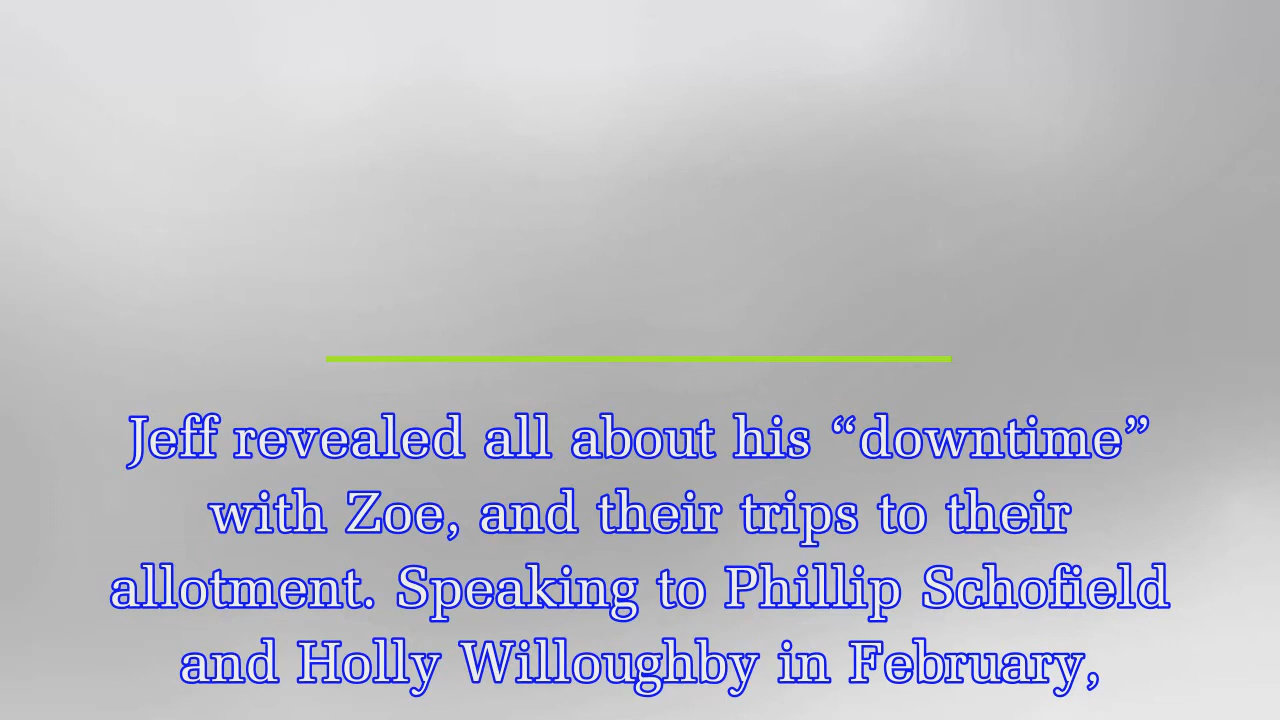 Jeff revealed all about his “downtime”
with Zoe, and their trips to their
allotment. Speaking to Phillip Schofield
and Holly Willoughby in February,